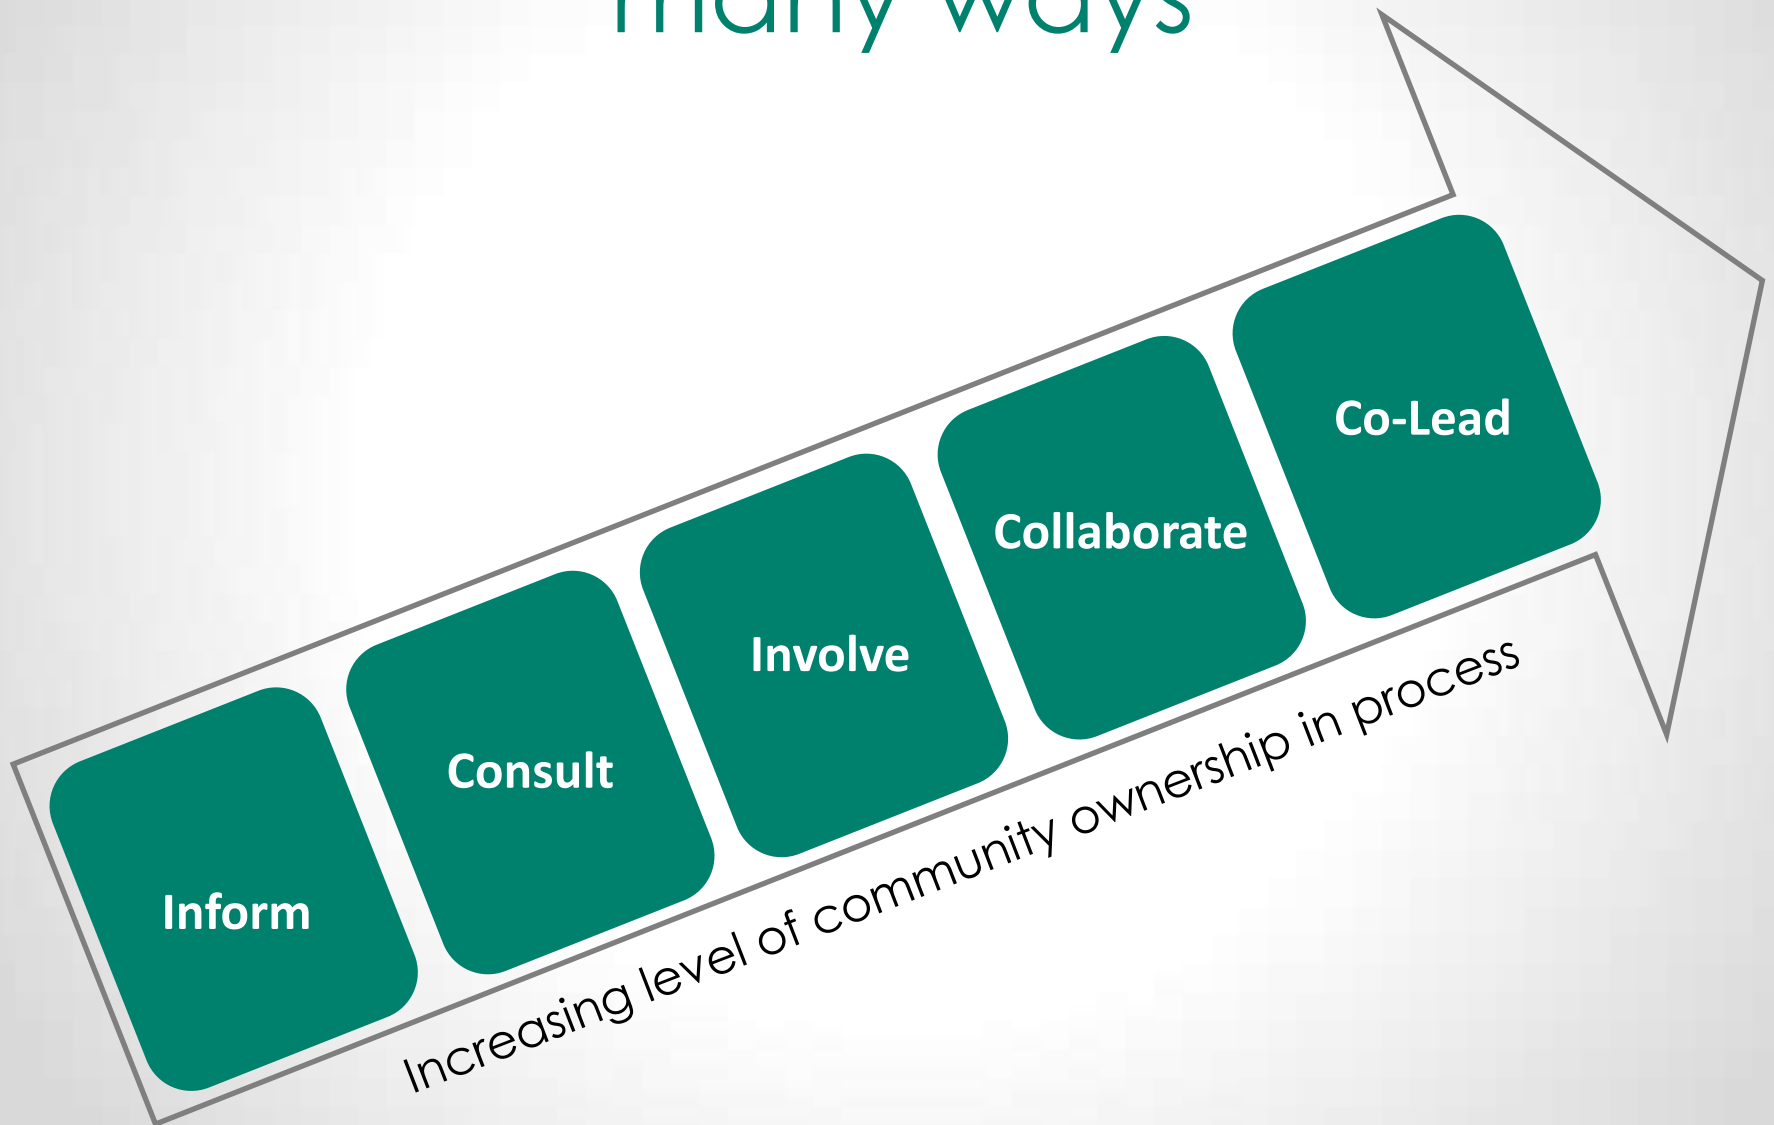 many ways
Co-Lead
Collaborate
Involve
Consult
Inform
Increasing level of community ownership in process